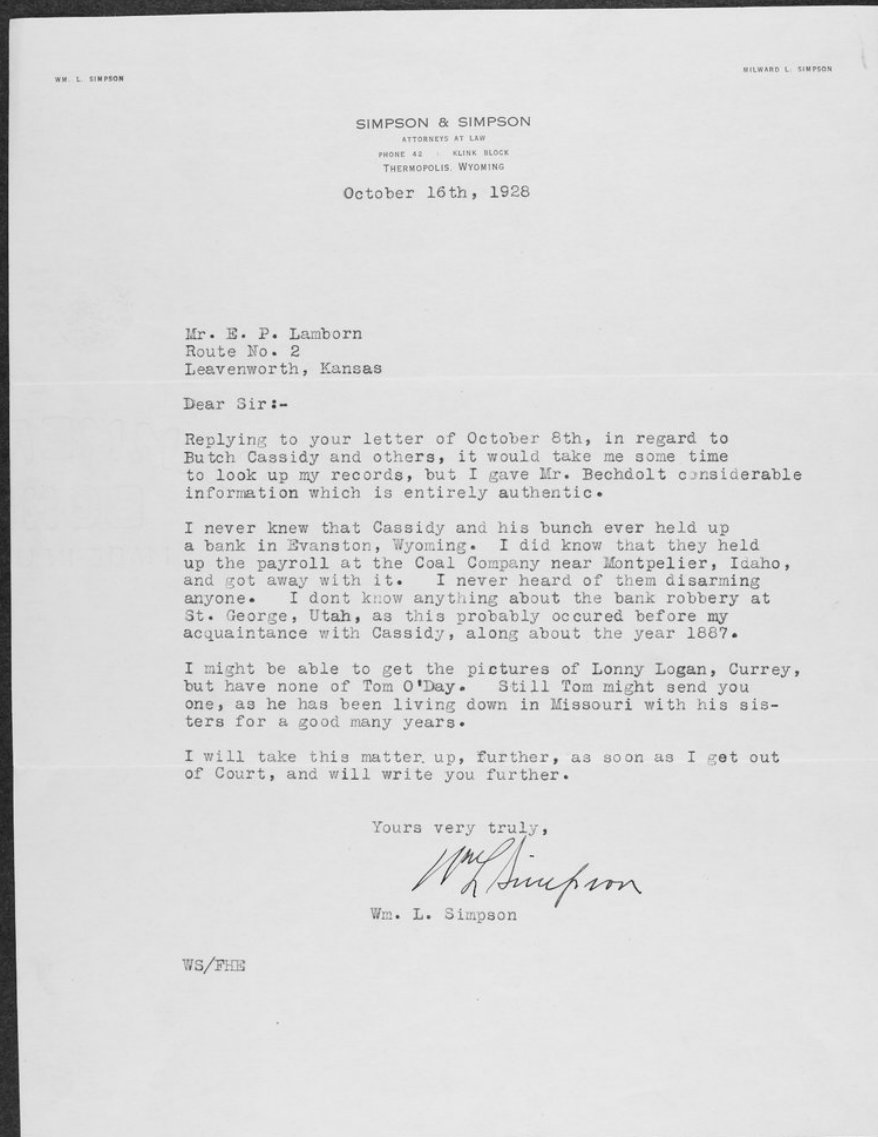 WM. L. SIMPSON
MILWARD L. SIMPSON
SIMPSON & SIMPSON
ATTORNEYS AT LAW
PHONE 42 : KLINK BLOCK
THERMOPOLIS, WYOMING
October 16th, 1928
Mr. E. P. Lamborn
Route No. 2
Leavenworth, Kansas
Dear Sir:-
Replying to your letter of October 8th, in regard to
Butch Cassidy and others, it would take me some time
to look up my records, but I gave Mr. Bechdolt considerable
information which is entirely authentic.
I never knew that Cassidy and his bunch ever held up
a bank in Evanston, Wyoming. I did know that they held
up the payroll at the Coal Company near Montpelier, Idaho,
and got away with it. I never heard of them disarming
anyone. I dont know anything about the bank robbery at
St. George, Utah, as this probably occured before my
acquaintance with Cassidy, along about the year 1887.
I might be able to get the pictures of Lonny Logan, Currey,
but have none of Tom O'Day. Still Tom might send you
one, as he has been living down in Missouri with his sis-
ters for a good many years.
I will take this matter up, further, as soon as I get out
of Court, and will write you further.
Yours very truly,
Wm L Simpson
Wm. L. Simpson
WS/FHE